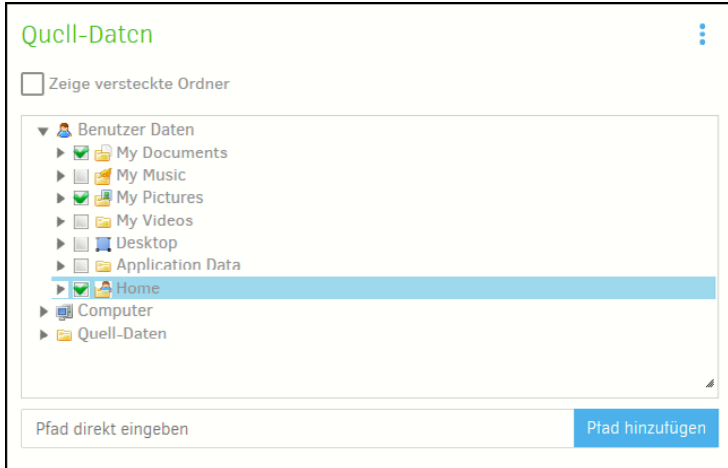 Quell-Daten
Zeige versteckte Ordner
Benutzer Daten
My Documents
My Music
My Pictures
My Videos
Desktop
Application Data
Home
Computer
Quell-Daten
Pfad direkt eingeben
Pfad hinzufügen